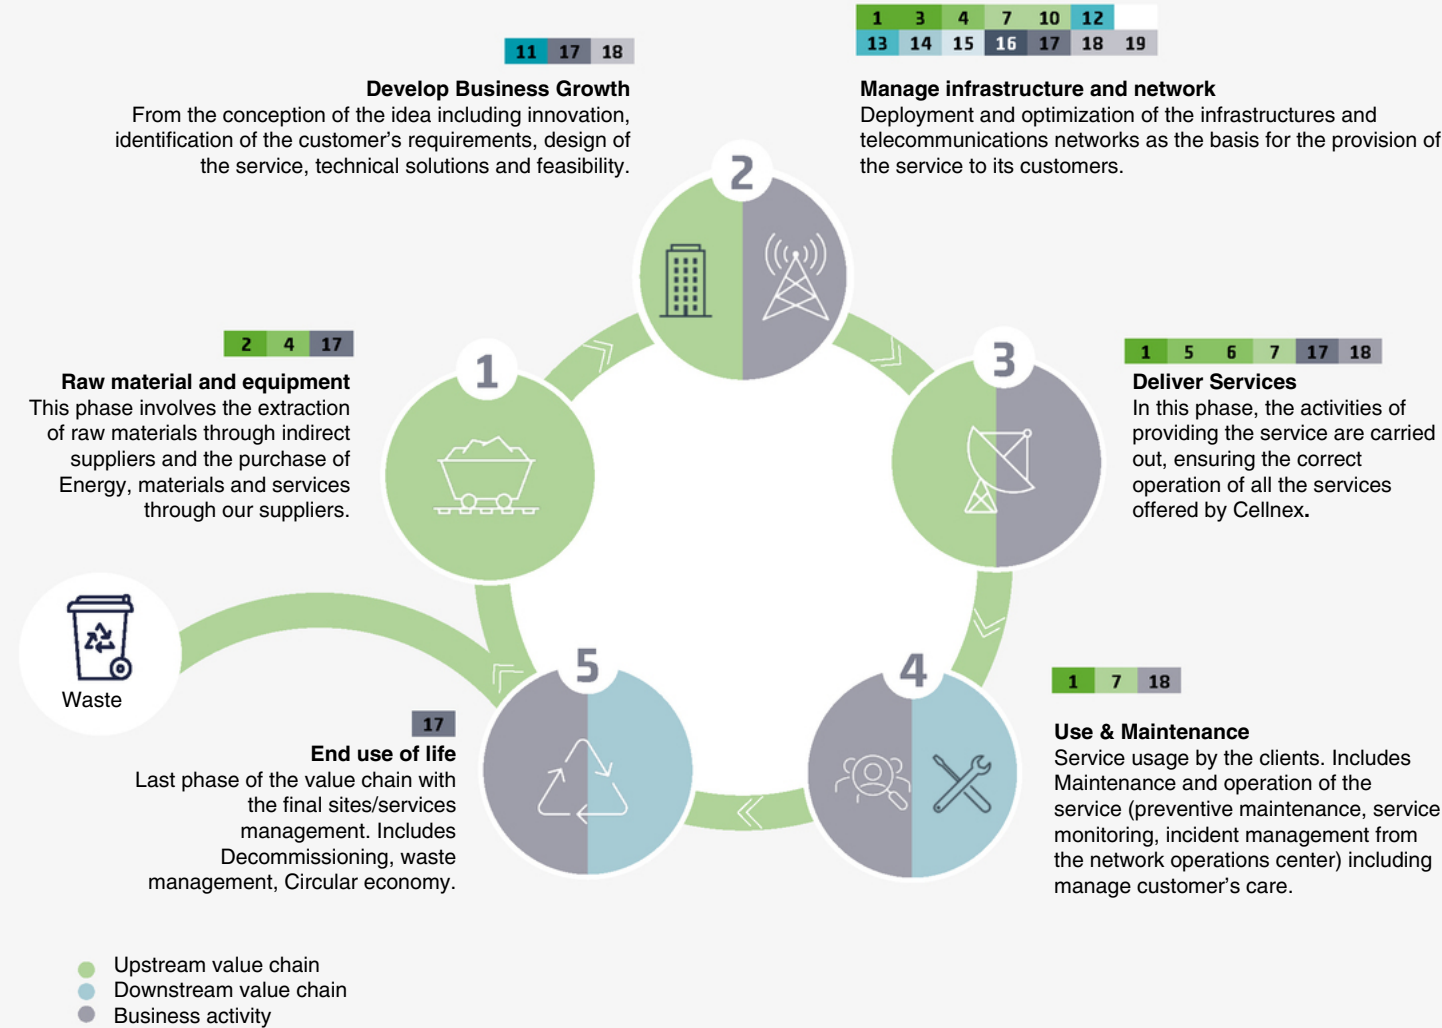 11 17 18
Develop Business Growth
From the conception of the idea including innovation,
identification of the customer's requirements, design of
the service, technical solutions and feasibility.
1 3 4 7 10 12
13 14 15 16 17 18 19
Manage infrastructure and network
Deployment and optimization of the infrastructures and
telecommunications networks as the basis for the provision of
the service to its customers.
2
2 4 17
Raw material and equipment
This phase involves the extraction
of raw materials through indirect
suppliers and the purchase of
Energy, materials and services
through our suppliers.
1
3
1 5 6 7 17 18
Deliver Services
In this phase, the activities of
providing the service are carried
out, ensuring the correct
operation of all the services
offered by Cellnex.
Waste
5
4
17
End use of life
Last phase of the value chain with
the final sites/services
management. Includes
Decommissioning, waste
management, Circular economy.
1 7 18
Use & Maintenance
Service usage by the clients. Includes
Maintenance and operation of the
service (preventive maintenance, service
monitoring, incident management from
the network operations center) including
manage customer's care.
Upstream value chain
Downstream value chain
Business activity